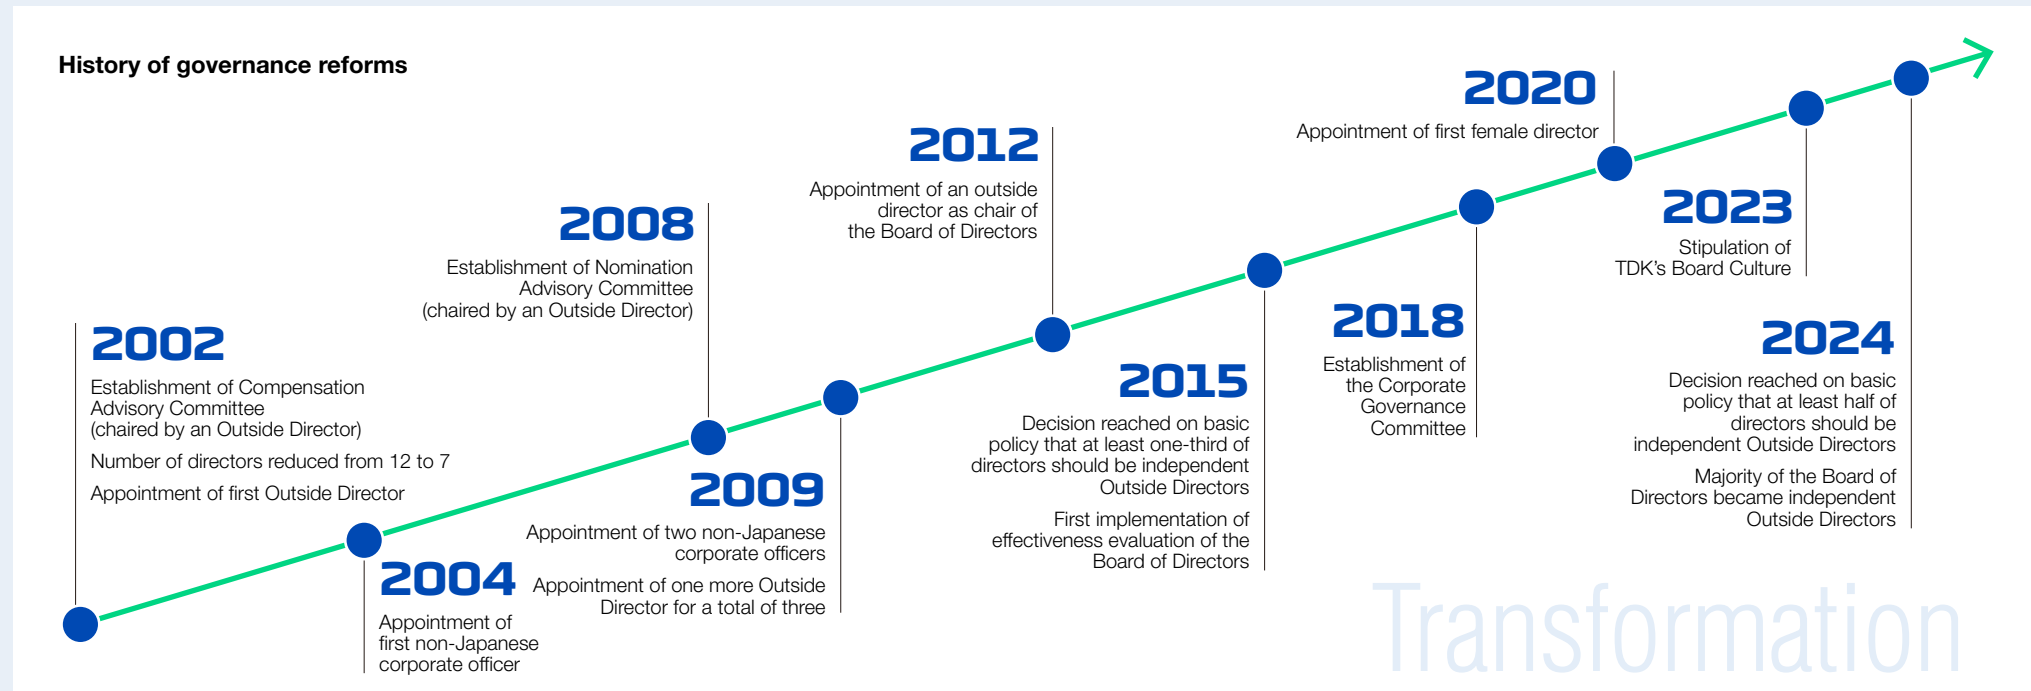 History of governance reforms
2002
Establishment of Compensation
Advisory Committee
(chaired by an Outside Director)
Number of directors reduced from 12 to 7
Appointment of first Outside Director
2004
Appointment of
first non-Japanese
corporate officer
2008
Establishment of Nomination
Advisory Committee
(chaired by an Outside Director)
2009
Appointment of two non-Japanese
corporate officers
Appointment of one more Outside
Director for a total of three
2012
Appointment of an outside
director as chair of
the Board of Directors
2015
Decision reached on basic
policy that at least one-third of
directors should be independent
Outside Directors
First implementation of
effectiveness evaluation of the
Board of Directors
2018
Establishment of
the Corporate
Governance
Committee
2020
Appointment of first female director
2023
Stipulation of
TDK’s Board Culture
2024
Decision reached on basic
policy that at least half of
directors should be
independent Outside Directors
Majority of the Board of
Directors became independent
Outside Directors
Transformation